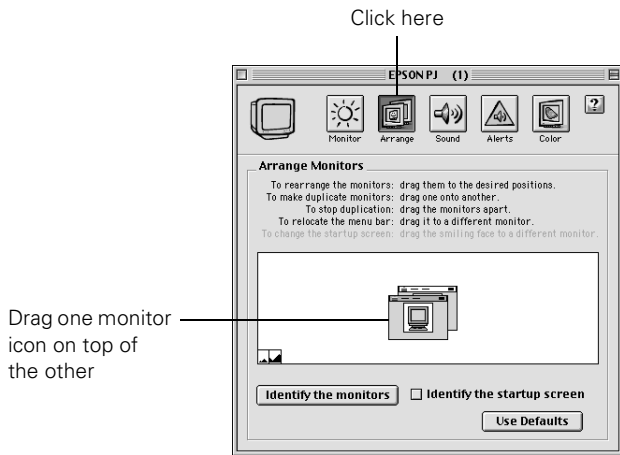 Click here
EPSON PJ (1)
Monitor
Arrange
Sound
Alerts
Color
?
Arrange Monitors
To rearrange the monitors: drag them to the desired positions.
To make duplicate monitors: drag one onto another.
To stop duplication: drag the monitors apart.
To relocate the menu bar: drag it to a different monitor.
To change the startup screen: drag the smiling face to a different monitor.
Drag one monitor
icon on top of
the other
Identify the monitors
Identify the startup screen
Use Defaults